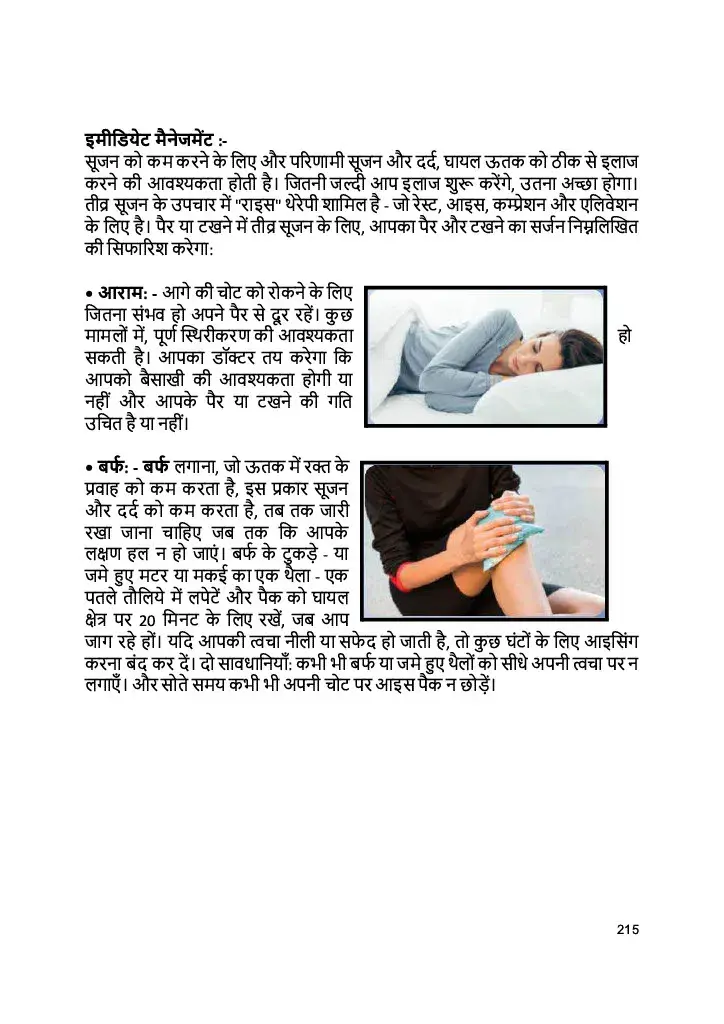 इमीडियेट मैनेजमेंट :-
सूजन को कम करने के लिए और परिणामी सूजन और दर्द, घायल ऊतक को ठीक से इलाज
करने की आवश्यकता होती है। जितनी जल्दी आप इलाज शुरू करेंगे, उतना अच्छा होगा।
तीव्र सूजन के उपचार में "राइस" थेरेपी शामिल है - जो रेस्ट, आइस, कम्प्रेशन और एलिवेशन
के लिए है। पैर या टखने में तीव्र सूजन के लिए, आपका पैर और टखने का सर्जन निम्नलिखित
की सिफारिश करेगा:
• आराम: - आगे की चोट को रोकने के लिए
जितना संभव हो अपने पैर से दूर रहें। कुछ
मामलों में, पूर्ण स्थिरीकरण की आवश्यकता हो
सकती है। आपका डॉक्टर तय करेगा कि
आपको बैसाखी की आवश्यकता होगी या
नहीं और आपके पैर या टखने की गति
उचित है या नहीं।
• बर्फ: - बर्फ लगाना, जो ऊतक में रक्त के
प्रवाह को कम करता है, इस प्रकार सूजन
और दर्द को कम करता है, तब तक जारी
रखा जाना चाहिए जब तक कि आपके
लक्षण हल न हो जाएं। बर्फ के टुकड़े - या
जमे हुए मटर या मकई का एक थैला - एक
पतले तौलिये में लपेटें और पैक को घायल
क्षेत्र पर 20 मिनट के लिए रखें, जब आप
जाग रहे हों। यदि आपकी त्वचा नीली या सफेद हो जाती है, तो कुछ घंटों के लिए आइसिंग
करना बंद कर दें। दो सावधानियाँ: कभी भी बर्फ या जमे हुए थैलों को सीधे अपनी त्वचा पर न
लगाएँ। और सोते समय कभी भी अपनी चोट पर आइस पैक न छोड़ें।
215